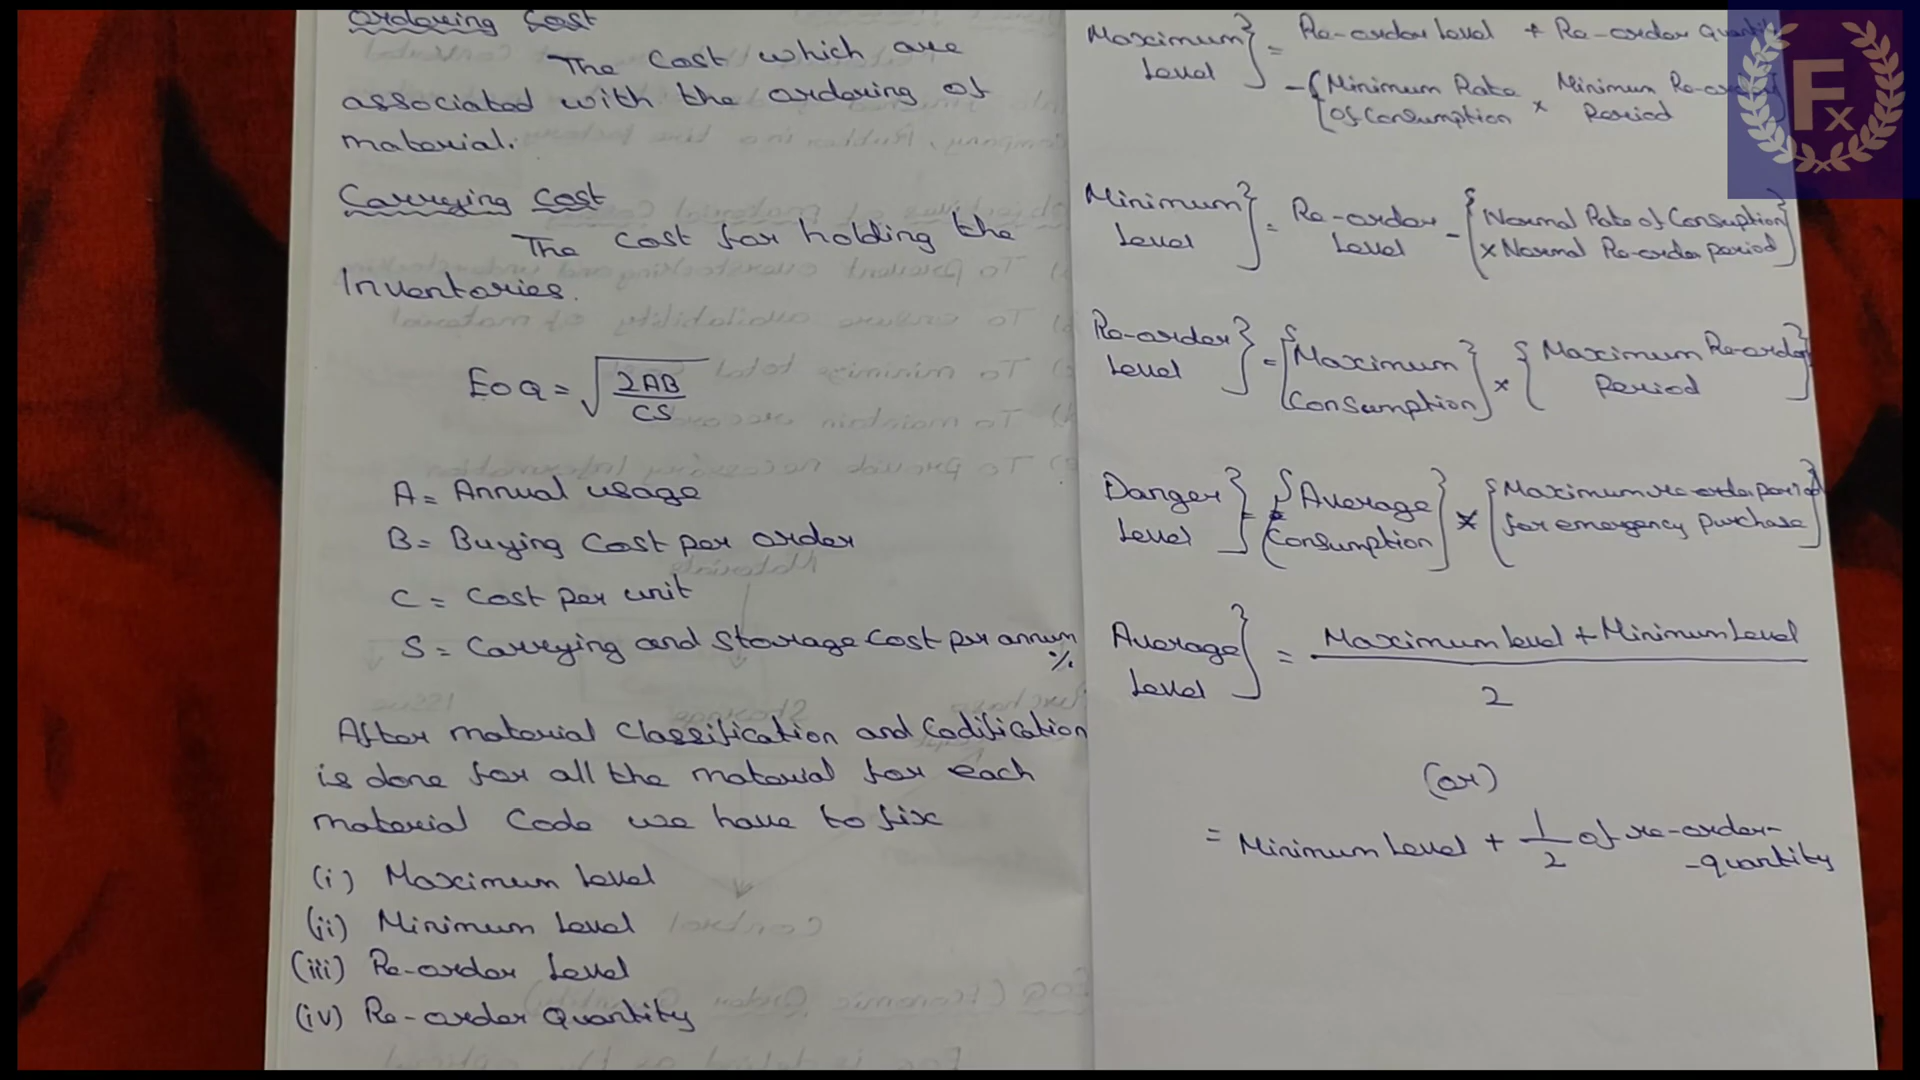 Ordering Cost
The cost which are
associated with the ordering of
material.
Carrying Cost
The cost for holding the
Inventories.
EOQ = √2AB/CS
A = Annual usage
B = Buying Cost per order
C = Cost per unit
S = Carrying and Storage Cost per annum
%
After material Classification and Codification
is done for all the material for each
material Code we have to fix
(i) Maximum Level
(ii) Minimum Level
(iii) Re-order Level
(iv) Re-order Quantity
Maximum Level } = Re-order Level + Re-order Quantity
- { Minimum Rate of Consumption × Minimum Re-order Period }
Minimum Level } = Re-order Level - { Normal Rate of Consuption
× Normal Re-order period }
Re-order Level } = { Maximum Consumption } × { Maximum Re-order Period }
Danger Level } = { Average Consumption } × { Maximum re-order period
for emergency purchase }
Average Level } = Maximum Level + Minimum Level
2
(or)
= Minimum Level + 1/2 of re-order-
-quantity
Fx